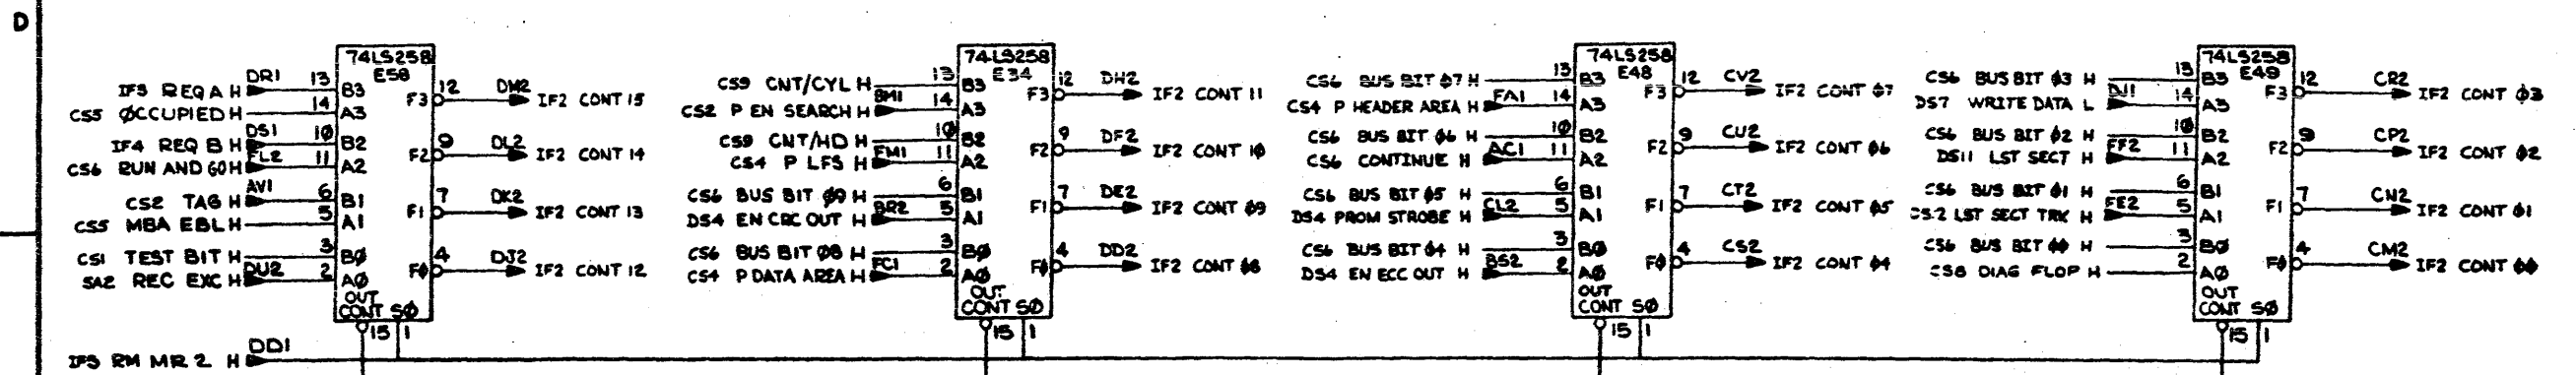 D
74LS258
E58
IF3 REQ A H DR1 13 B3
CS5 ØCCUPIED H 14 A3
F3 12 DM2 IF2 CONT 15
IF4 REQ B H DS1 1Ø B2
CS6 RUN AND GO H FL2 11 A2
F2 9 DL2 IF2 CONT 14
CS2 TAG H AV1 6 B1
CS5 MBA EBL H 5 A1
F1 7 DK2 IF2 CONT 13
CS1 TEST BIT H 3 BØ
SA2 REC EXC H DU2 2 AØ
FØ 4 DJ2 IF2 CONT 12
OUT
CONT SØ
15 1
74LS258
E34
CS9 CNT/CYL H 13 B3
CS2 P EN SEARCH H BM1 14 A3
F3 12 DH2 IF2 CONT 11
CS9 CNT/HD H 1Ø B2
CS4 P LFS H FM1 11 A2
F2 9 DF2 IF2 CONT 1Ø
CS6 BUS BIT Ø9 H 6 B1
DS4 EN CRC OUT H BR2 5 A1
F1 7 DE2 IF2 CONT Ø9
CS6 BUS BIT Ø8 H 3 BØ
CS4 P DATA AREA H FC1 2 AØ
FØ 4 DD2 IF2 CONT Ø8
OUT
CONT SØ
15 1
74LS258
E48
CS6 BUS BIT Ø7 H 13 B3
CS4 P HEADER AREA H FA1 14 A3
F3 12 CV2 IF2 CONT Ø7
CS6 BUS BIT Ø6 H 1Ø B2
CS6 CONTINUE H AC1 11 A2
F2 9 CU2 IF2 CONT Ø6
CS6 BUS BIT Ø5 H 6 B1
DS4 PROM STROBE H CL2 5 A1
F1 7 CT2 IF2 CONT Ø5
CS6 BUS BIT Ø4 H 3 BØ
DS4 EN ECC OUT H BS2 2 AØ
FØ 4 CS2 IF2 CONT Ø4
OUT
CONT SØ
15 1
74LS258
E49
CS6 BUS BIT Ø3 H 13 B3
DS7 WRITE DATA L DJ1 14 A3
F3 12 CR2 IF2 CONT Ø3
CS6 BUS BIT Ø2 H 1Ø B2
DS11 LST SECT H FF2 11 A2
F2 9 CP2 IF2 CONT Ø2
CS6 BUS BIT Ø1 H 6 B1
CS2 LST SECT TRK H FE2 5 A1
F1 7 CN2 IF2 CONT Ø1
CS6 BUS BIT ØØ H 3 BØ
CS8 DIAG FLOP H 2 AØ
FØ 4 CM2 IF2 CONT ØØ
OUT
CONT SØ
15 1
IF3 RM MR 2 H DD1